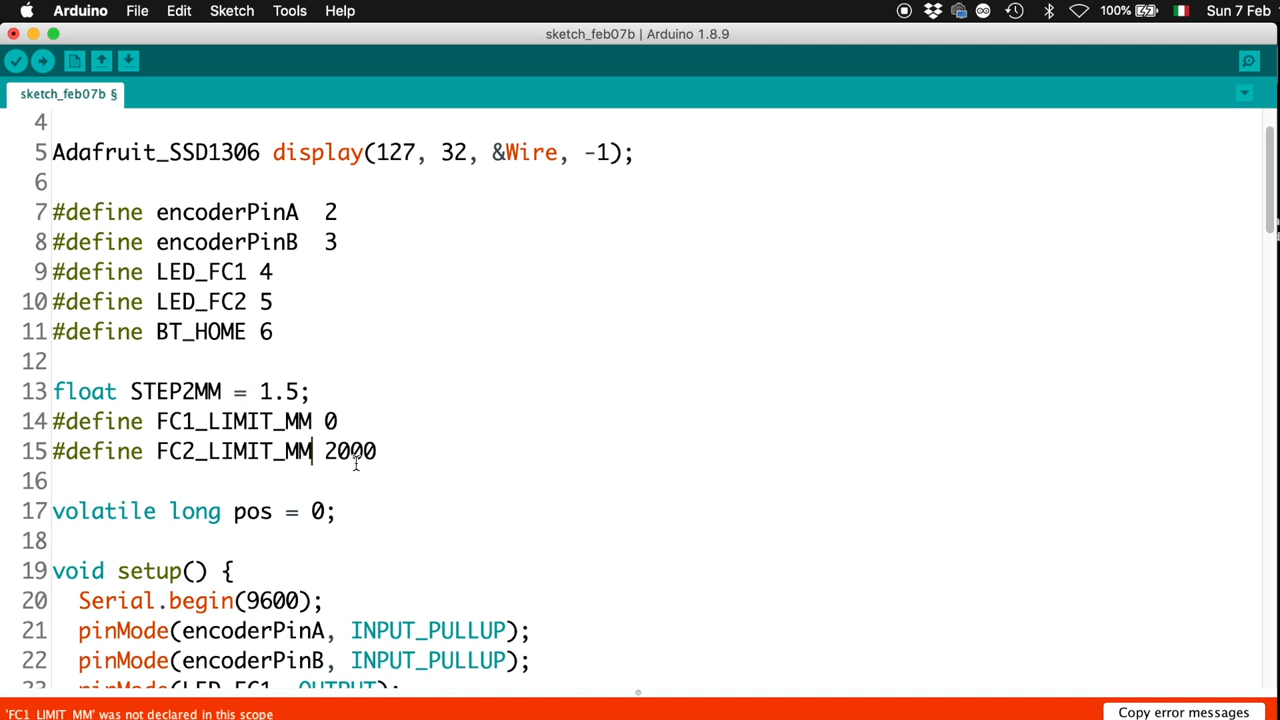 Arduino File Edit Sketch Tools Help 100% Sun 7 Feb
sketch_feb07b | Arduino 1.8.9
sketch_feb07b §
4
5 Adafruit_SSD1306 display(127, 32, &Wire, -1);
6
7 #define encoderPinA  2
8 #define encoderPinB  3
9 #define LED_FC1 4
10 #define LED_FC2 5
11 #define BT_HOME 6
12
13 float STEP2MM = 1.5;
14 #define FC1_LIMIT_MM 0
15 #define FC2_LIMIT_MM 2000
16
17 volatile long pos = 0;
18
19 void setup() {
20   Serial.begin(9600);
21   pinMode(encoderPinA, INPUT_PULLUP);
22   pinMode(encoderPinB, INPUT_PULLUP);
23   pinMode(LED_FC1, OUTPUT);
'FC1_LIMIT_MM' was not declared in this scope
Copy error messages